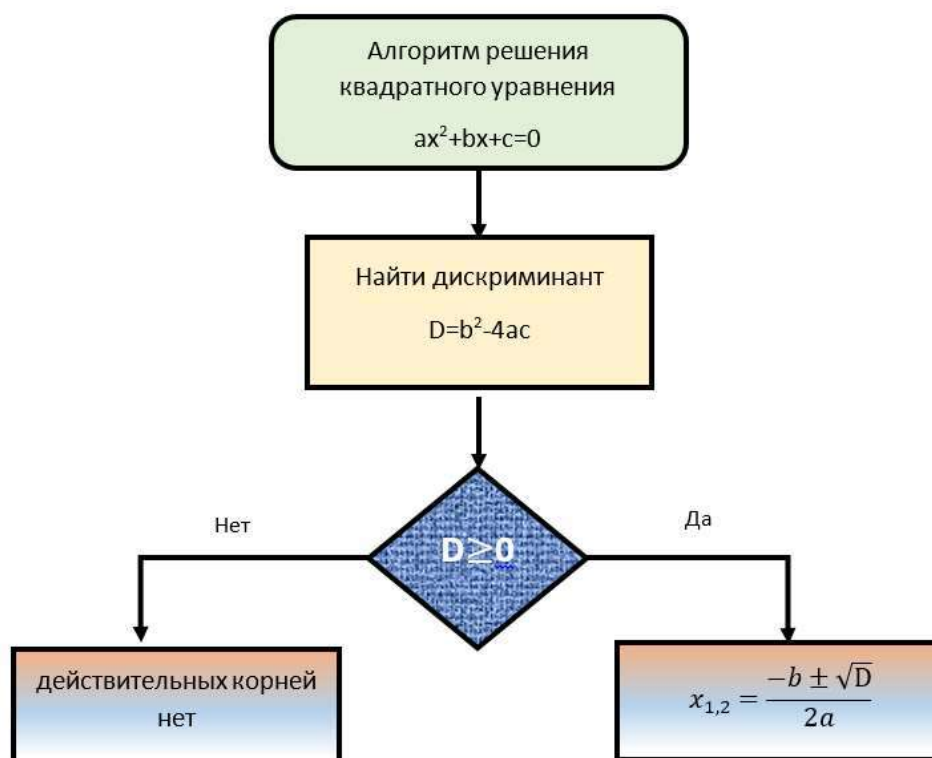 Алгоритм решения
квадратного уравнения
ax²+bx+c=0
Найти дискриминант
D=b²-4ac
D≥0
Нет
Да
действительных корней
нет
x₁,₂ = (−b ± √D) / 2a